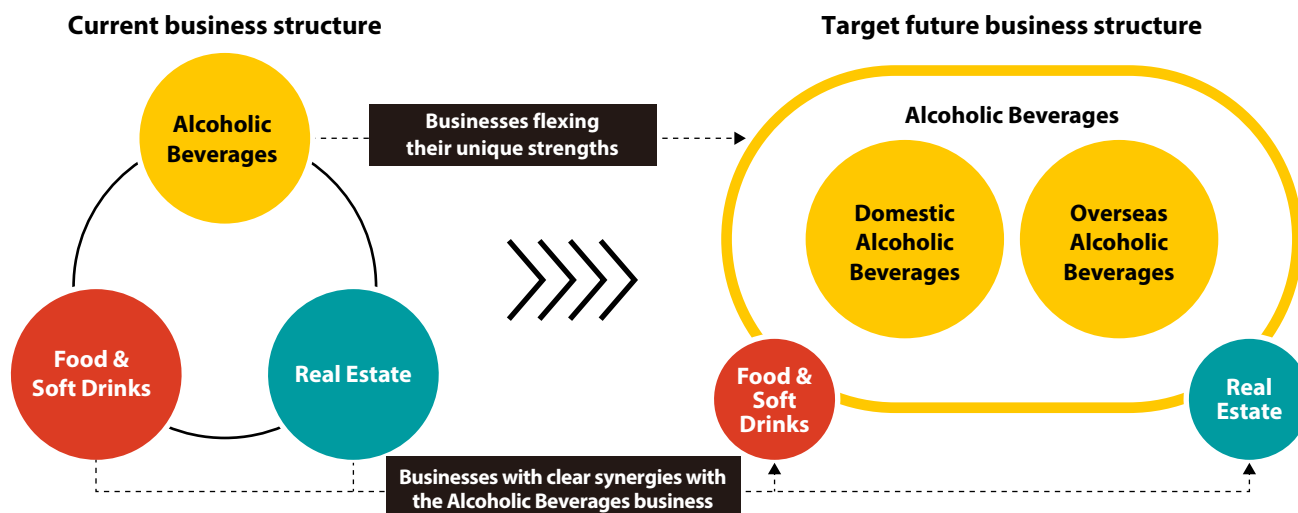 Current business structure
Alcoholic
Beverages
Food &
Soft Drinks
Real Estate
Businesses flexing
their unique strengths
Businesses with clear synergies with
the Alcoholic Beverages business
Target future business structure
Alcoholic Beverages
Domestic
Alcoholic
Beverages
Overseas
Alcoholic
Beverages
Food &
Soft
Drinks
Real
Estate